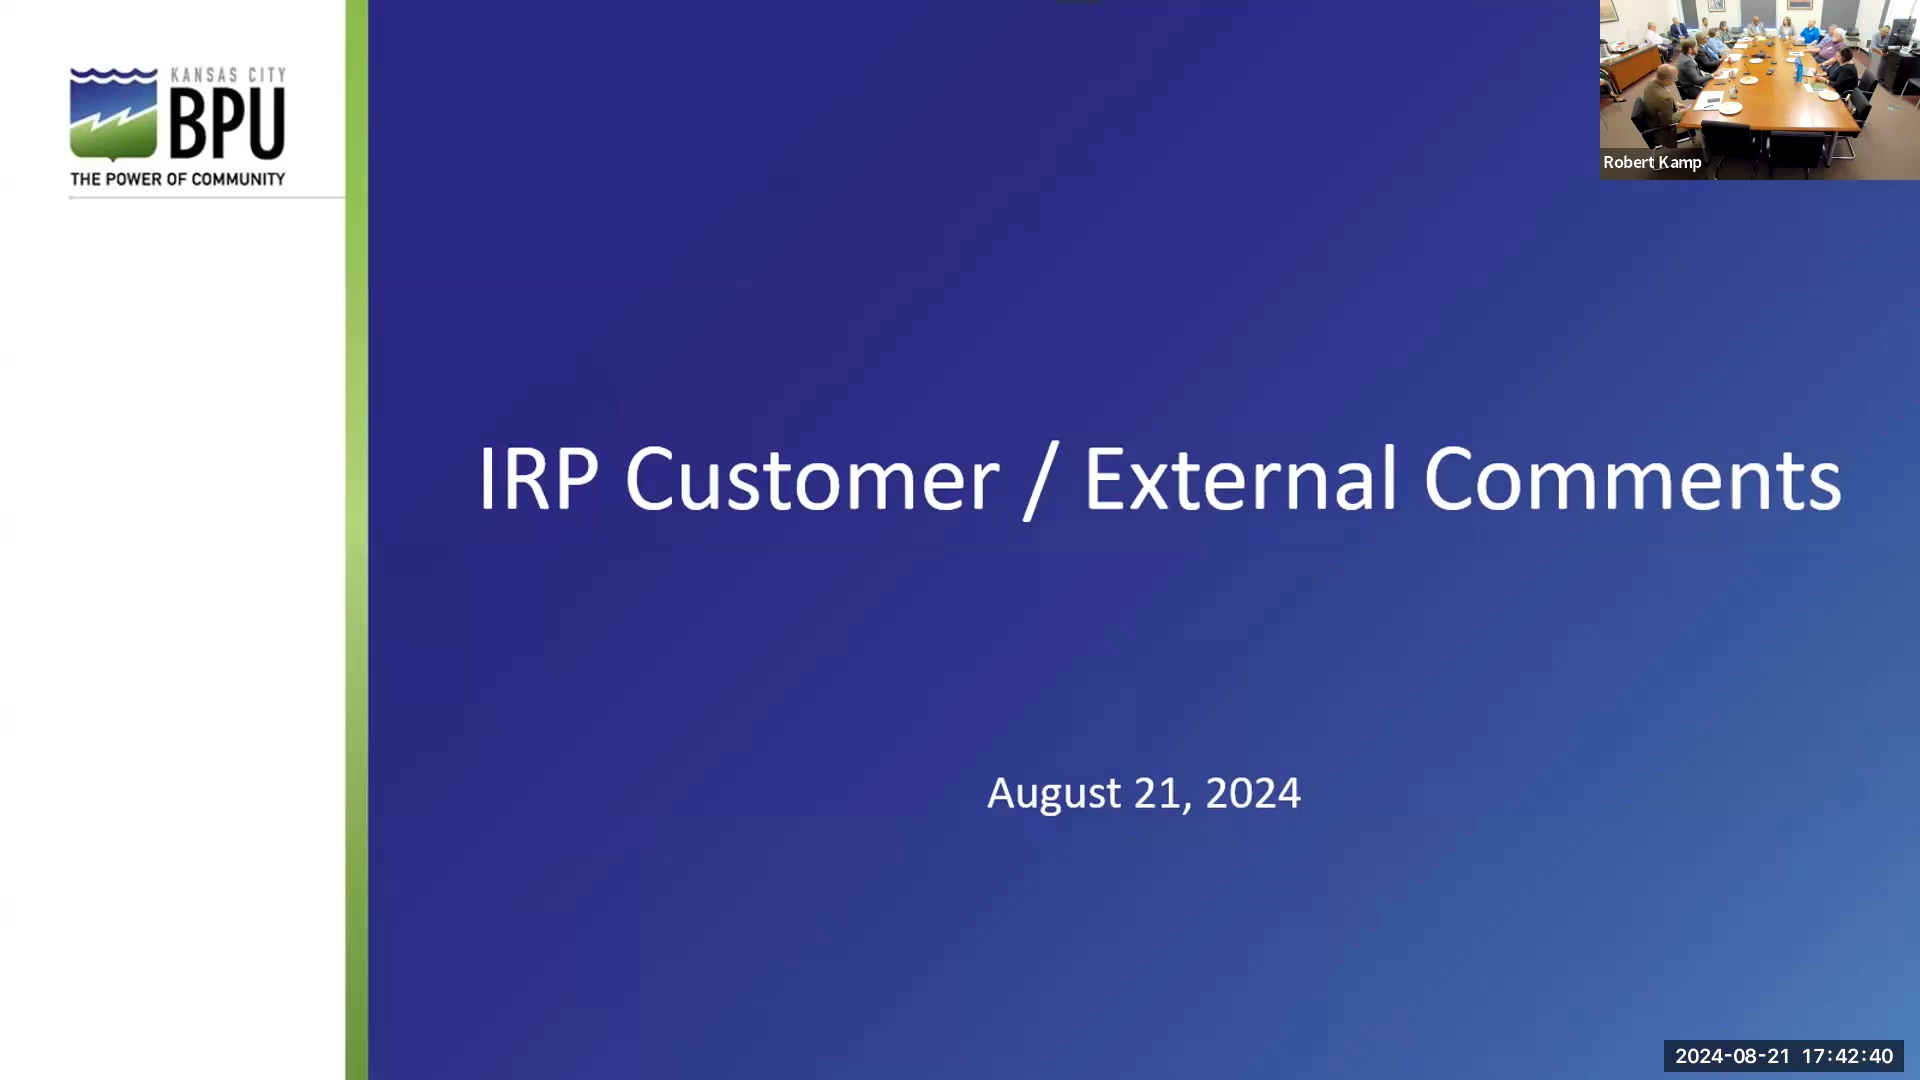 KANSAS CITY
BPU
THE POWER OF COMMUNITY
Robert Kamp
IRP Customer / External Comments
August 21, 2024
2024-08-21 17:42:40